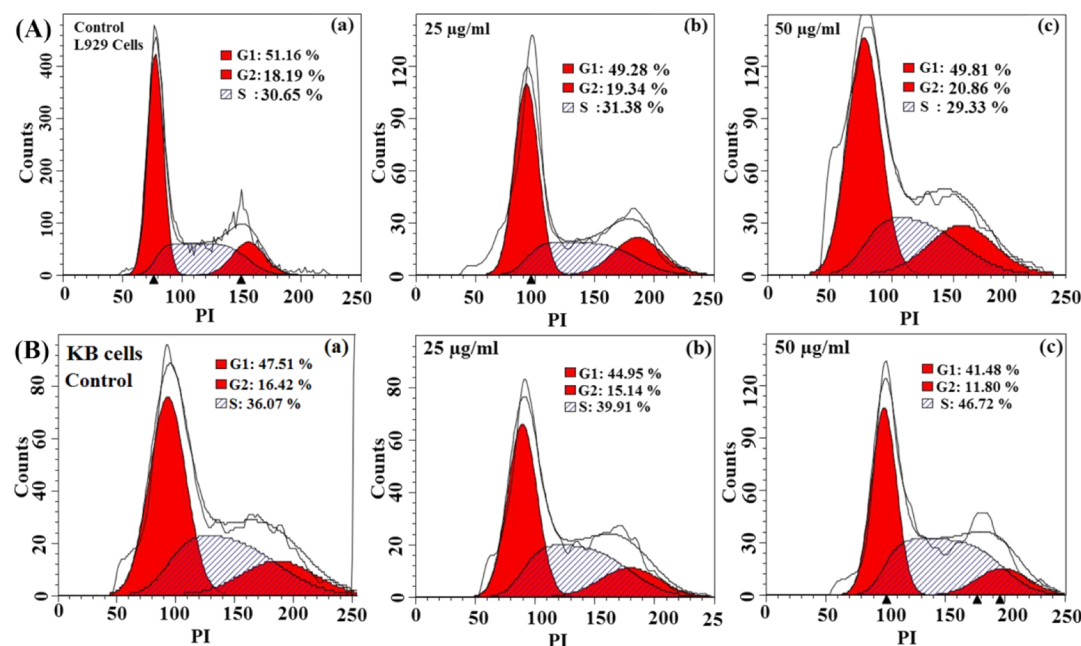 (A)
Control
L929 Cells
(a)
G1: 51.16 %
G2: 18.19 %
S : 30.65 %
Counts
400
300
200
100
0
0 50 100 150 200 250
PI
25 µg/ml
(b)
G1: 49.28 %
G2: 19.34 %
S : 31.38 %
Counts
120
90
60
30
0
0 50 100 150 200 245
PI
50 µg/ml
(c)
G1: 49.81 %
G2: 20.86 %
S : 29.33 %
Counts
120
90
60
30
0
0 50 100 150 200 250
PI
(B)
KB cells
Control
(a)
G1: 47.51 %
G2: 16.42 %
S : 36.07 %
Counts
80
60
40
20
0
0 50 100 150 200 250
PI
25 µg/ml
(b)
G1: 44.95 %
G2: 15.14 %
S : 39.91 %
Counts
80
60
40
20
0
0 50 100 150 200 245
PI
50 µg/ml
(c)
G1: 41.48 %
G2: 11.80 %
S : 46.72 %
Counts
120
90
60
30
0
0 50 100 150 200 250
PI